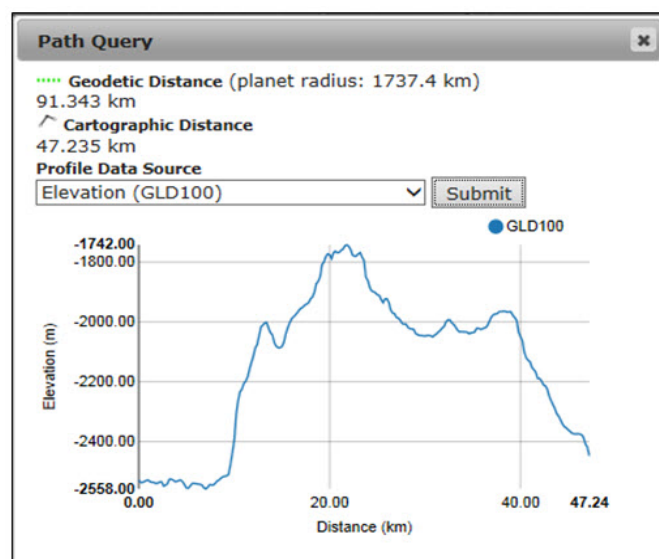 Path Query
Geodetic Distance (planet radius: 1737.4 km)
91.343 km
Cartographic Distance
47.235 km
Profile Data Source
Elevation (GLD100)
Submit
GLD100
-1742.00
-1800.00
-2000.00
-2200.00
-2400.00
-2558.00
Elevation (m)
0.00
20.00
40.00
47.24
Distance (km)